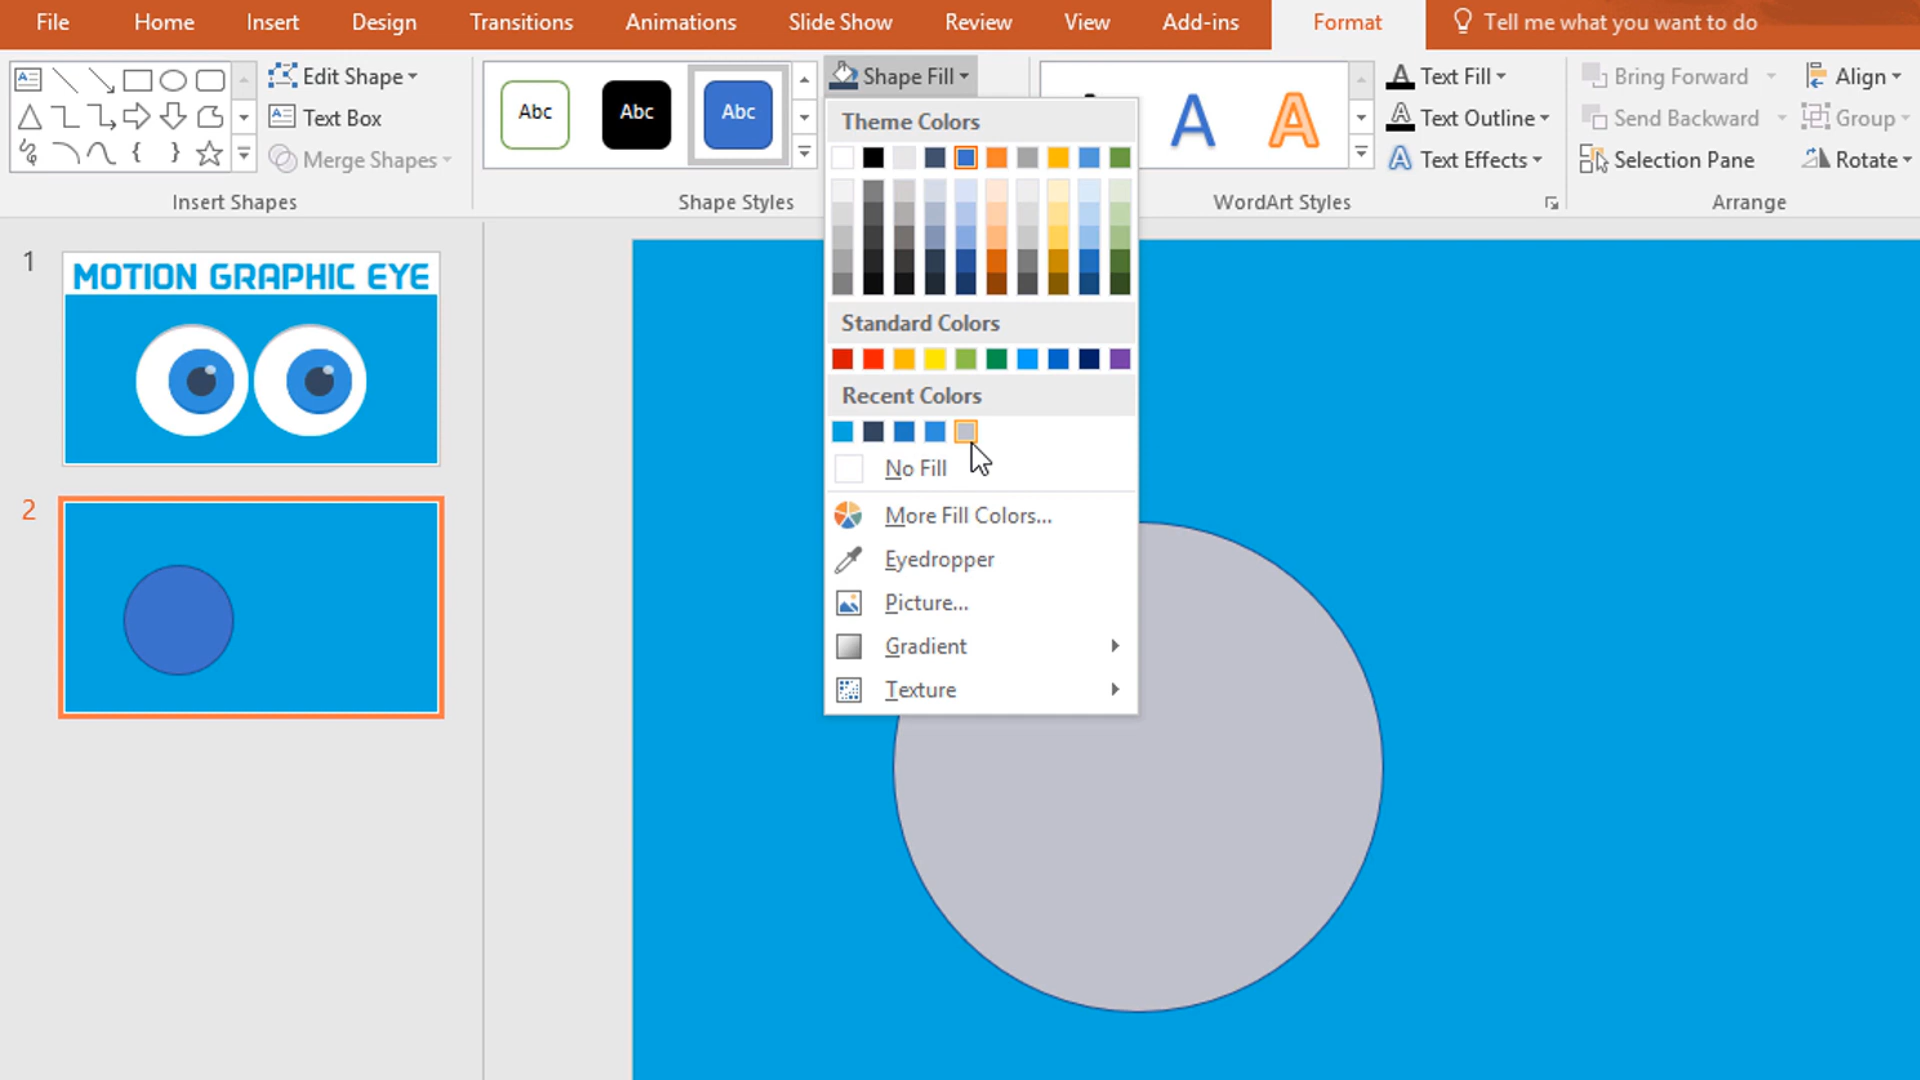 File Home Insert Design Transitions Animations Slide Show Review View Add-ins Format Tell me what you want to do
Edit Shape
Text Box
Merge Shapes
Insert Shapes
Abc Abc Abc
Shape Styles
Shape Fill
Theme Colors
Standard Colors
Recent Colors
No Fill
More Fill Colors...
Eyedropper
Picture...
Gradient
Texture
A A
WordArt Styles
Text Fill
Text Outline
Text Effects
Bring Forward
Send Backward
Selection Pane
Align
Group
Rotate
Arrange
1
MOTION GRAPHIC EYE
2